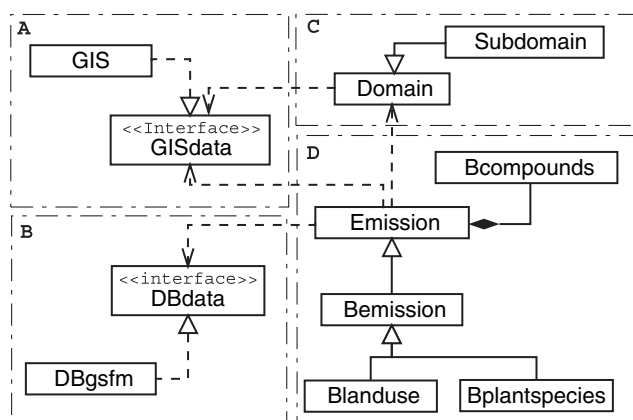 A
GIS
<<Interface>>
GISdata
C
Subdomain
Domain
B
<<interface>>
DBdata
DBgsfm
D
Bcompounds
Emission
Bemission
Blanduse
Bplantspecies